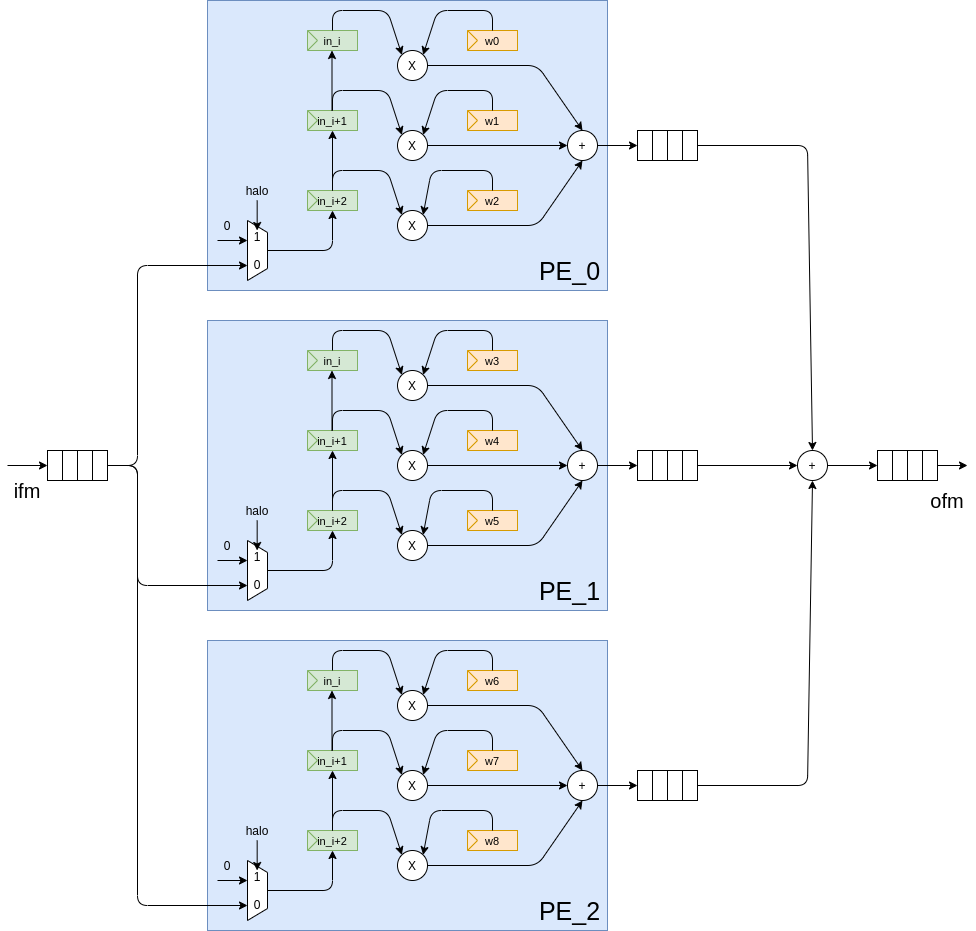 in_i
w0
X
in_i+1
w1
X
+
in_i+2
w2
X
halo
0
1
0
PE_0
in_i
w3
X
in_i+1
w4
X
+
in_i+2
w5
X
halo
0
1
0
PE_1
ifm
+
ofm
in_i
w6
X
in_i+1
w7
X
+
in_i+2
w8
X
halo
0
1
0
PE_2